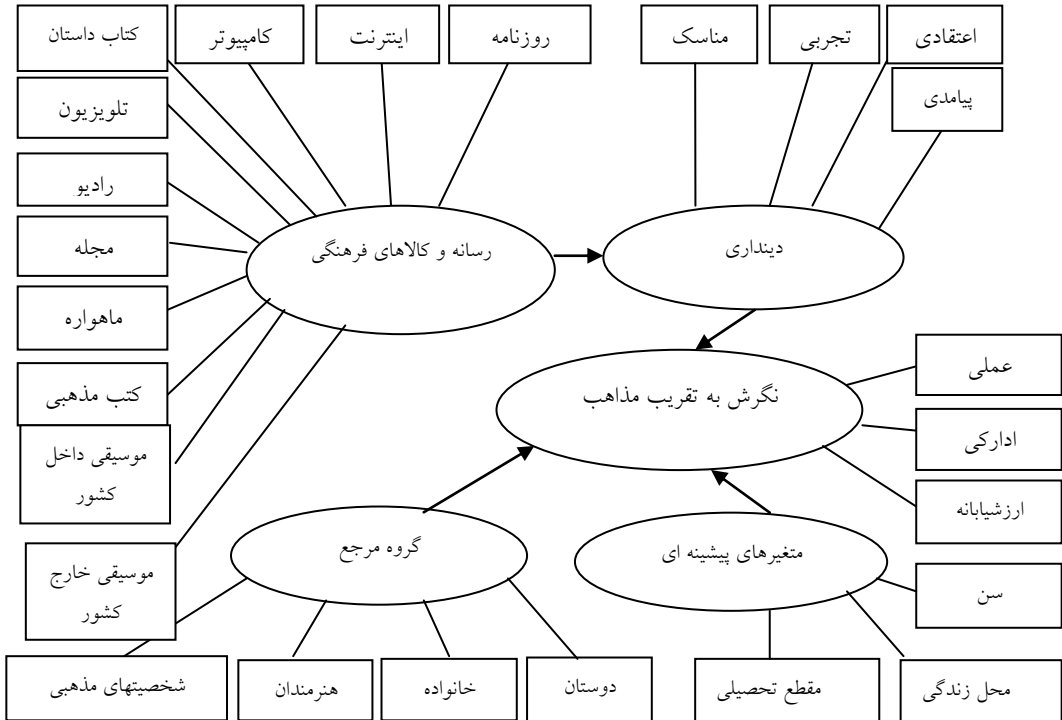 اعتقادی
تجربی
مناسک
روزنامه
اینترنت
کامپیوتر
کتاب داستان
پیامدی
تلویزیون
رادیو
مجله
ماهواره
کتب مذهبی
موسیقی داخل
کشور
موسیقی خارج
کشور
رسانه و کالاهای فرهنگی
دینداری
نگرش به تقریب مذاهب
عملی
ادارکی
ارزشیابانه
متغیرهای پیشینه ای
گروه مرجع
سن
محل زندگی
مقطع تحصیلی
دوستان
خانواده
هنرمندان
شخصیتهای مذهبی